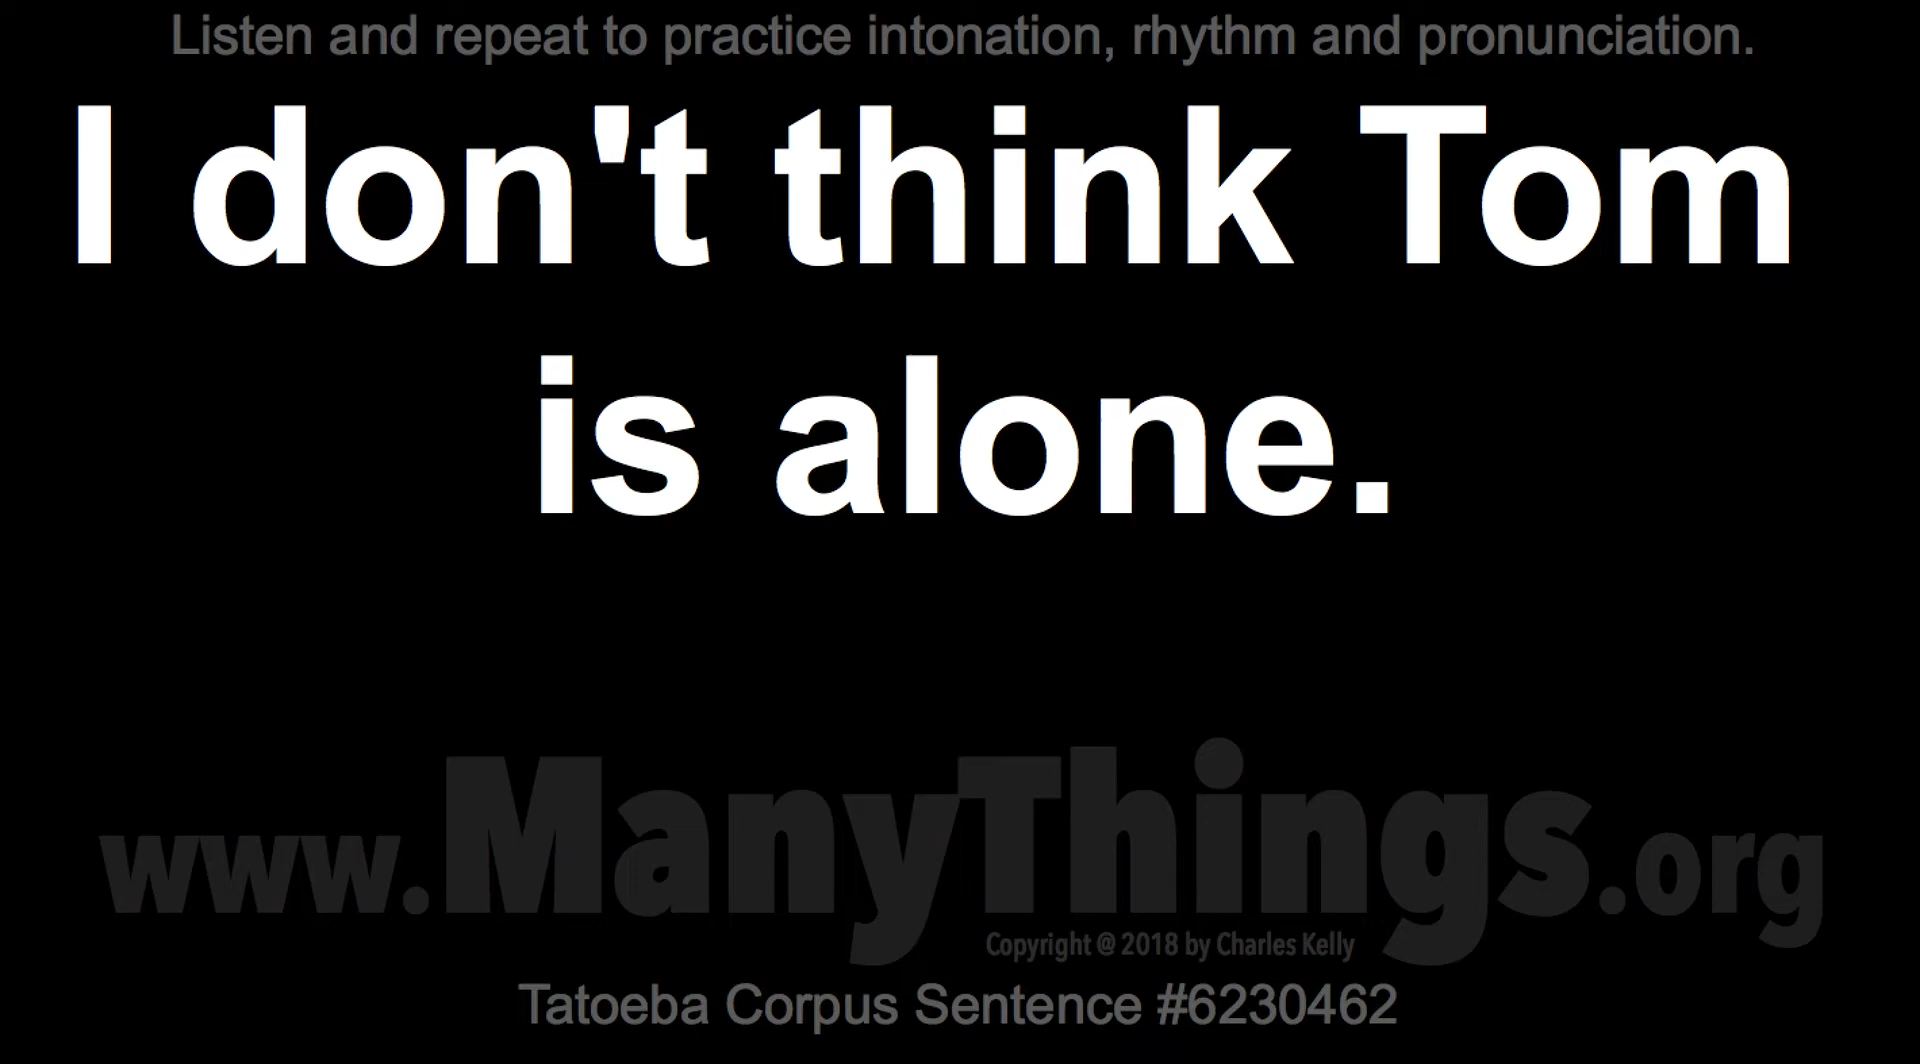 Listen and repeat to practice intonation, rhythm and pronunciation.
I don't think Tom
is alone.
www.ManyThings.org
Copyright @ 2018 by Charles Kelly
Tatoeba Corpus Sentence #6230462